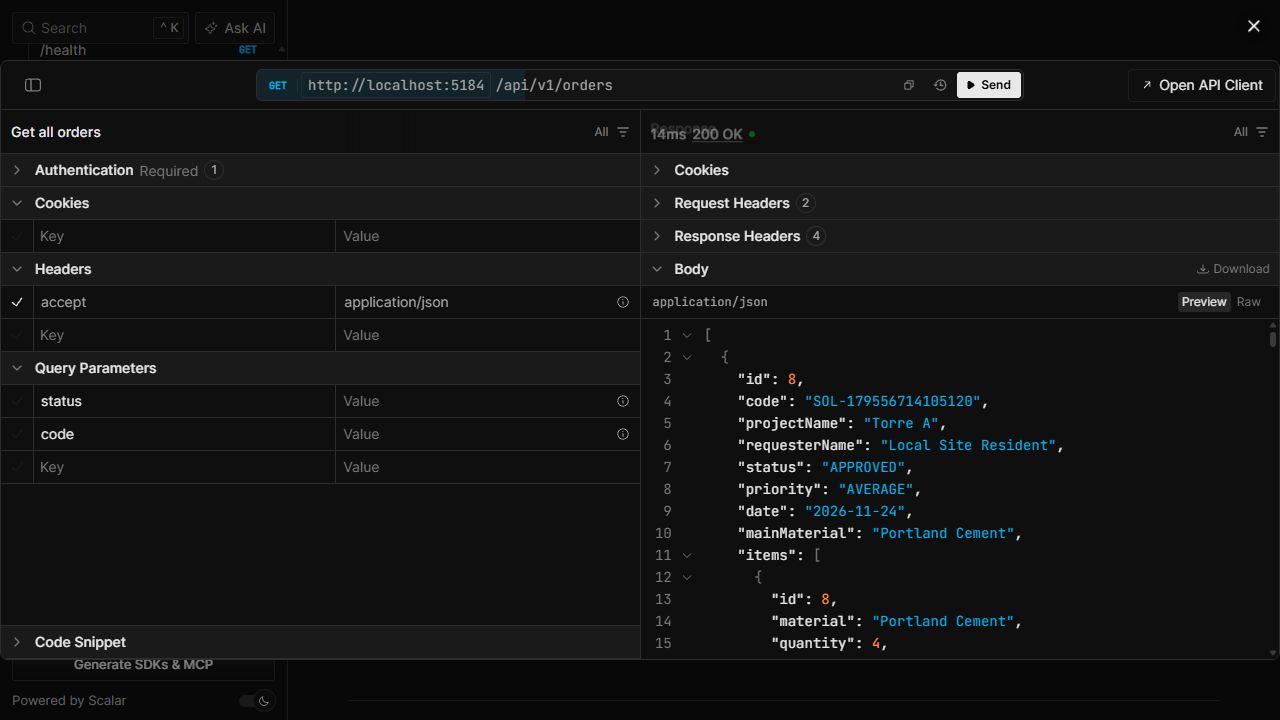 Search ^ K Ask AI
/health GET
GET http://localhost:5184 /api/v1/orders Send Open API Client
Get all orders All
Authentication Required 1
Cookies
Key Value
Headers
accept application/json
Key Value
Query Parameters
status Value
code Value
Key Value
Code Snippet
Response
14ms 200 OK All
Cookies
Request Headers 2
Response Headers 4
Body Download
application/json Preview Raw
1 [
2 {
3 "id": 8,
4 "code": "SOL-179556714105120",
5 "projectName": "Torre A",
6 "requesterName": "Local Site Resident",
7 "status": "APPROVED",
8 "priority": "AVERAGE",
9 "date": "2026-11-24",
10 "mainMaterial": "Portland Cement",
11 "items": [
12 {
13 "id": 8,
14 "material": "Portland Cement",
15 "quantity": 4,
Generate SDKs & MCP
Powered by Scalar